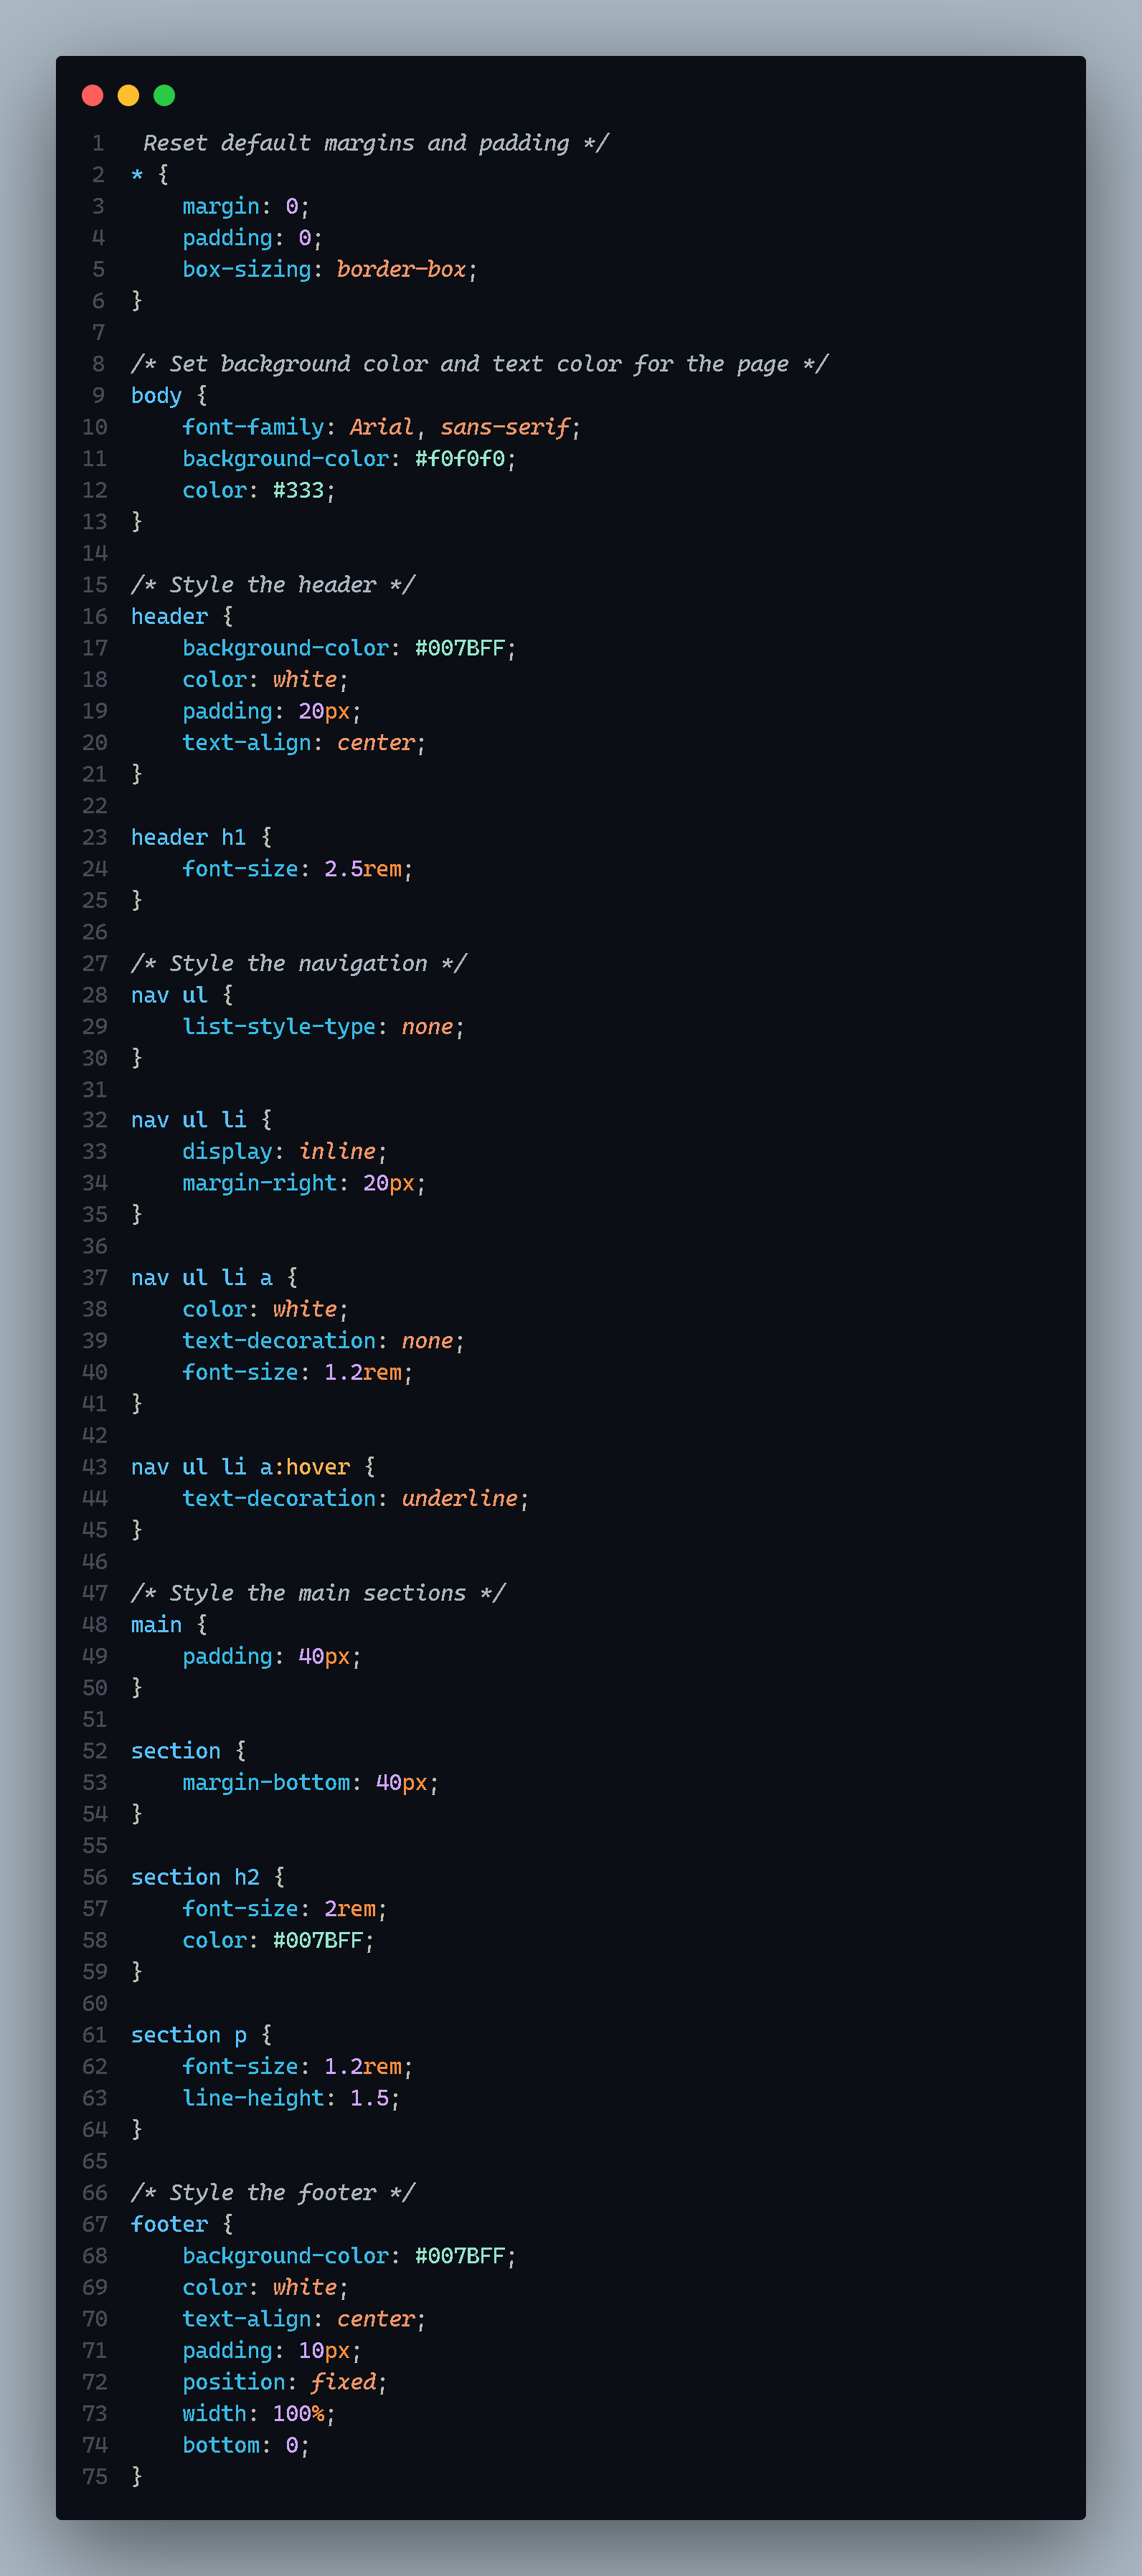 1 Reset default margins and padding */
2 * {
3     margin: 0;
4     padding: 0;
5     box-sizing: border-box;
6 }
7
8 /* Set background color and text color for the page */
9 body {
10     font-family: Arial, sans-serif;
11     background-color: #f0f0f0;
12     color: #333;
13 }
14
15 /* Style the header */
16 header {
17     background-color: #007BFF;
18     color: white;
19     padding: 20px;
20     text-align: center;
21 }
22
23 header h1 {
24     font-size: 2.5rem;
25 }
26
27 /* Style the navigation */
28 nav ul {
29     list-style-type: none;
30 }
31
32 nav ul li {
33     display: inline;
34     margin-right: 20px;
35 }
36
37 nav ul li a {
38     color: white;
39     text-decoration: none;
40     font-size: 1.2rem;
41 }
42
43 nav ul li a:hover {
44     text-decoration: underline;
45 }
46
47 /* Style the main sections */
48 main {
49     padding: 40px;
50 }
51
52 section {
53     margin-bottom: 40px;
54 }
55
56 section h2 {
57     font-size: 2rem;
58     color: #007BFF;
59 }
60
61 section p {
62     font-size: 1.2rem;
63     line-height: 1.5;
64 }
65
66 /* Style the footer */
67 footer {
68     background-color: #007BFF;
69     color: white;
70     text-align: center;
71     padding: 10px;
72     position: fixed;
73     width: 100%;
74     bottom: 0;
75 }